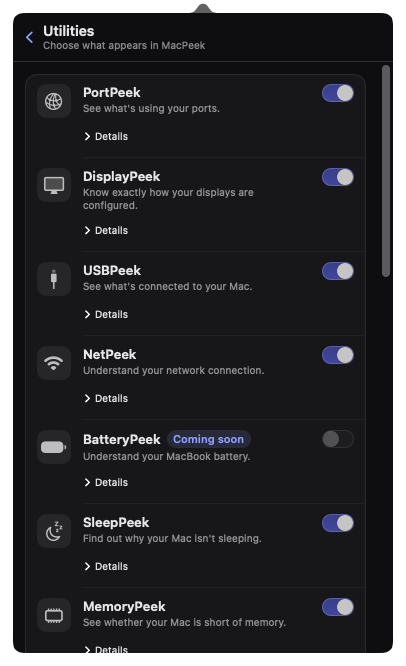 Utilities
Choose what appears in MacPeek
PortPeek
See what's using your ports.
Details
DisplayPeek
Know exactly how your displays are
configured.
Details
USBPeek
See what's connected to your Mac.
Details
NetPeek
Understand your network connection.
Details
BatteryPeek Coming soon
Understand your MacBook battery.
Details
SleepPeek
Find out why your Mac isn't sleeping.
Details
MemoryPeek
See whether your Mac is short of memory.
Details